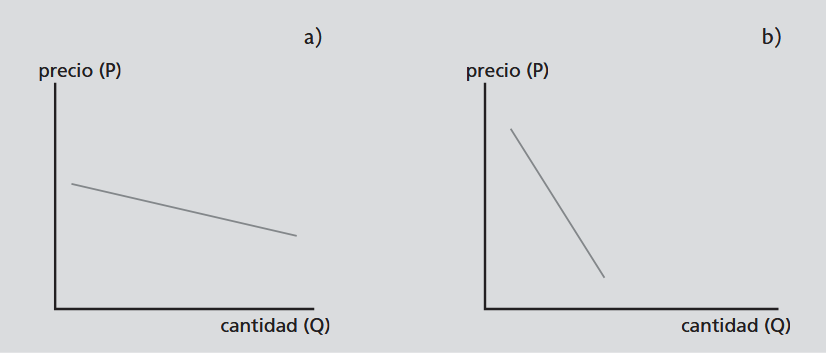 a)
precio (P)
cantidad (Q)
b)
precio (P)
cantidad (Q)